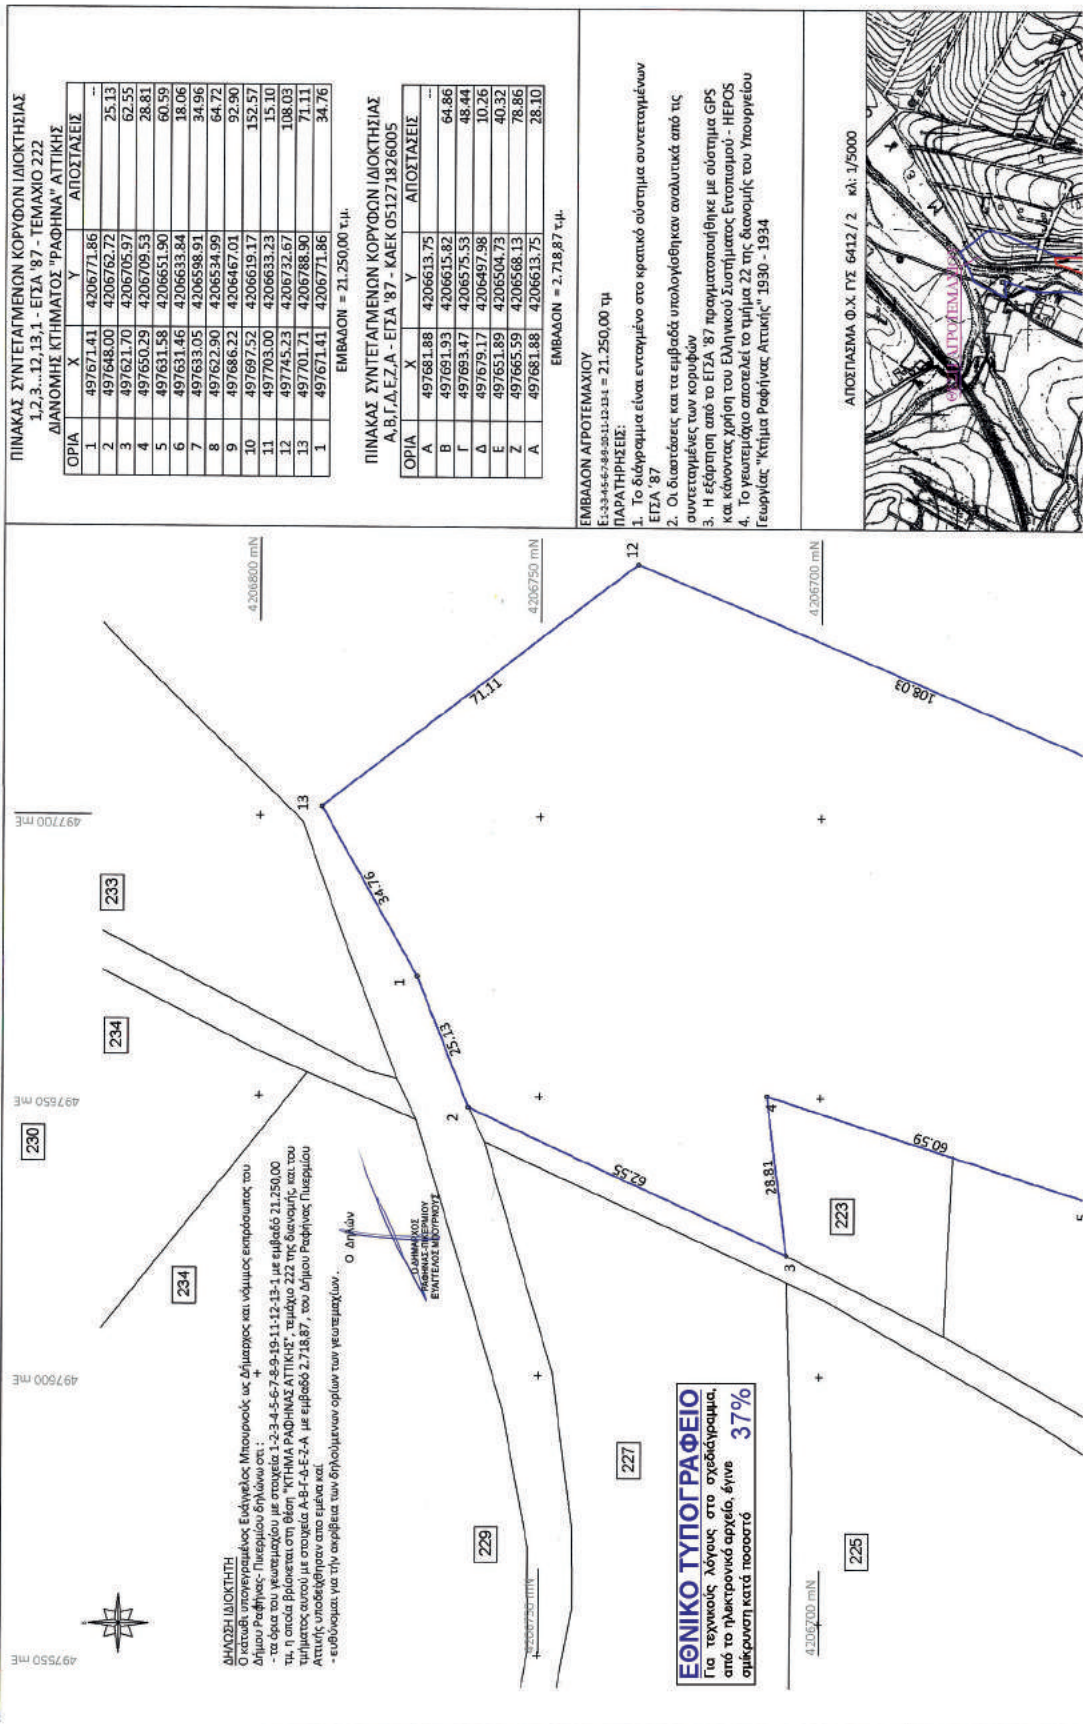 ΠΙΝΑΚΑΣ ΣΥΝΤΕΤΑΓΜΕΝΩΝ ΚΟΡΥΦΩΝ ΙΔΙΟΚΤΗΣΙΑΣ
1,2,3...12,13,1 - ΕΓΣΑ '87 - ΤΕΜΑΧΙΟ 222
ΔΙΑΝΟΜΗΣ ΚΤΗΜΑΤΟΣ "ΡΑΦΗΝΑ" ΑΤΤΙΚΗΣ
ΟΡΙΑ X Y ΑΠΟΣΤΑΣΕΙΣ
1 497671.41 4206771.86 --
2 497648.00 4206762.72 25.13
3 497621.70 4206705.97 62.55
4 497650.29 4206709.53 28.81
5 497631.58 4206651.90 60.59
6 497631.46 4206633.84 18.06
7 497633.05 4206598.91 34.96
8 497622.90 4206534.99 64.72
9 497686.22 4206467.01 92.90
10 497697.52 4206619.17 152.57
11 497703.00 4206633.23 15.10
12 497745.23 4206732.67 108.03
13 497701.71 4206788.90 71.11
1 497671.41 4206771.86 34.76
ΕΜΒΑΔΟΝ = 21.250,00 τ.μ.
ΠΙΝΑΚΑΣ ΣΥΝΤΕΤΑΓΜΕΝΩΝ ΚΟΡΥΦΩΝ ΙΔΙΟΚΤΗΣΙΑΣ
Α,Β,Γ,Δ,Ε,Ζ,Α - ΕΓΣΑ '87 - ΚΑΕΚ 051271826005
ΟΡΙΑ X Y ΑΠΟΣΤΑΣΕΙΣ
Α 497681.88 4206613.75 --
Β 497691.93 4206615.82 64.86
Γ 497693.47 4206575.53 48.44
Δ 497679.17 4206497.98 10.26
Ε 497651.89 4206504.73 40.32
Ζ 497665.59 4206568.13 78.86
Α 497681.88 4206613.75 28.10
ΕΜΒΑΔΟΝ = 2.718,87 τ.μ.
ΕΜΒΑΔΟΝ ΑΓΡΟΤΕΜΑΧΙΟΥ
Ε1-2-3-4-5-6-7-8-9-10-11-12-13-1 = 21.250,00 τμ
ΠΑΡΑΤΗΡΗΣΕΙΣ:
1. Το διάγραμμα είναι ενταγμένο στο κρατικό σύστημα συντεταγμένων
ΕΓΣΑ '87
2. Οι διαστάσεις και τα εμβαδά υπολογίσθηκαν αναλυτικά από τις
συντεταγμένες των κορυφών
3. Η εξάρτηση από το ΕΓΣΑ '87 πραγματοποιήθηκε με σύστημα GPS
και κάνοντας χρήση του Ελληνικού Συστήματος Εντοπισμού - HEPOS
4. Το γεωτεμάχιο αποτελεί το τμήμα 22 της διανομής του Υπουργείου
Γεωργίας "Κτήμα Ραφήνας Αττικής" 1930 - 1934
ΑΠΟΣΠΑΣΜΑ Φ.Χ. ΓΥΣ 6412 / 2 κλ: 1/5000
497550 mE
497600 mE
497650 mE
497700 mE
4206800 mN
4206750 mN
4206700 mN
4206750 mN
4206700 mN
230
234
233
234
229
227
225
223
13
12
1
2
3
4
5
34.76
71.11
25.13
62.55
28.81
60.59
108.03
ΔΗΛΩΣΗ ΙΔΙΟΚΤΗΤΗ
Ο κάτωθι υπογεγραμένος Ευάγγελος Μπουρνούς ως Δήμαρχος και νόμιμος εκπρόσωπος του
Δήμου Ραφήνας- Πικερμίου δηλώνω οτι :
- τα όρια του γεωτεμαχίου με στοιχεία 1-2-3-4-5-6-7-8-9-19-11-12-13-1 με εμβαδό 21.250,00
τμ, η οποία βρίσκεται στη θέση "ΚΤΗΜΑ ΡΑΦΗΝΑΣ ΑΤΤΙΚΗΣ", τεμάχιο 222 της διανομής, και του
τμήματος αυτού με στοιχεία Α-Β-Γ-Δ-Ε-Ζ-Α με εμβαδό 2.718,87, του Δήμου Ραφήνας Πικερμίου
Αττικής υποδείχθησαν απο εμένα και
- ευθύνομαι για την ακρίβεια των δηλούμενων ορίων των γεωτεμαχίων.
Ο Δηλών
Ο ΔΗΜΑΡΧΟΣ
ΡΑΦΗΝΑΣ-ΠΙΚΕΡΜΙΟΥ
ΕΥΑΓΓΕΛΟΣ ΜΠΟΥΡΝΟΥΣ
ΕΘΝΙΚΟ ΤΥΠΟΓΡΑΦΕΙΟ
Για τεχνικούς λόγους στο σχεδιάγραμμα,
από το ηλεκτρονικό αρχείο, έγινε
σμίκρυνση κατά ποσοστό 37%